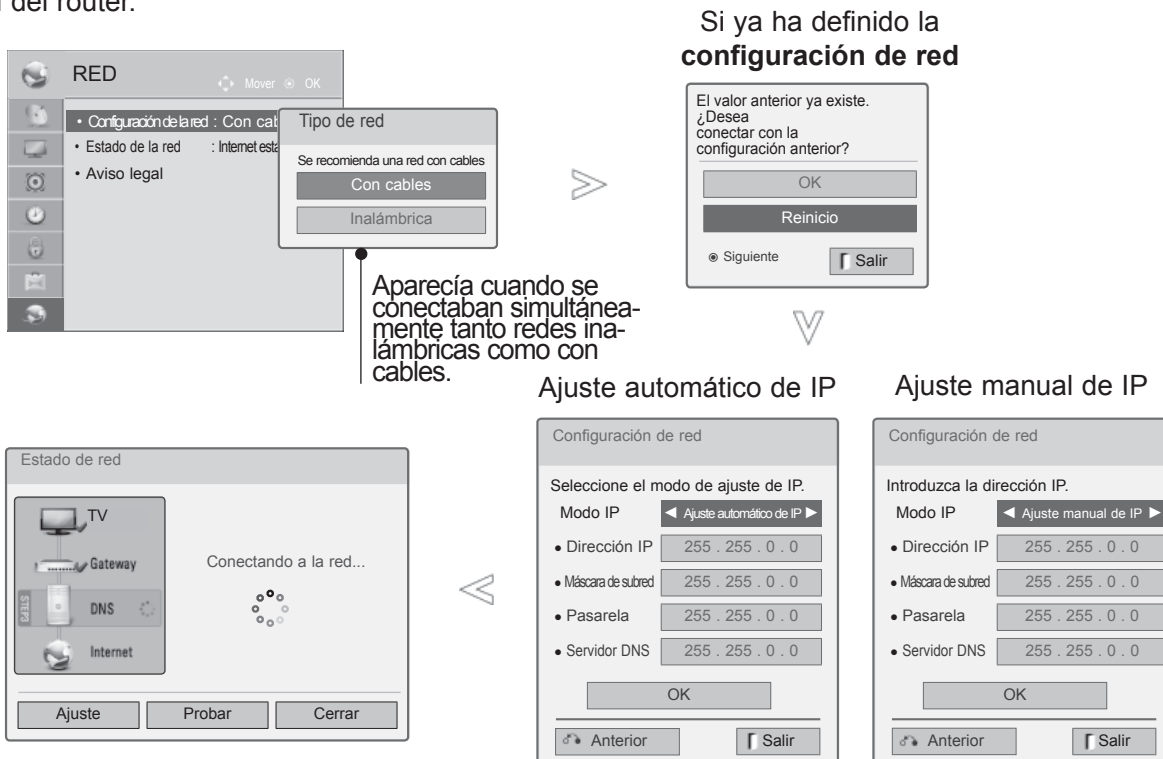 del router.
Si ya ha definido la
configuración de red
RED
Mover ⊙ OK
• Configuración de la red : Con cab
• Estado de la red : Internet esta
• Aviso legal
Tipo de red
Se recomienda una red con cables
Con cables
Inalámbrica
Aparecía cuando se
conectaban simultánea-
mente tanto redes ina-
lámbricas como con
cables.
El valor anterior ya existe.
¿Desea
conectar con la
configuración anterior?
OK
Reinicio
⊙ Siguiente
Salir
Ajuste automático de IP
Configuración de red
Seleccione el modo de ajuste de IP.
Modo IP ◄ Ajuste automático de IP ►
• Dirección IP 255 . 255 . 0 . 0
• Máscara de subred 255 . 255 . 0 . 0
• Pasarela 255 . 255 . 0 . 0
• Servidor DNS 255 . 255 . 0 . 0
OK
Anterior
Salir
Ajuste manual de IP
Configuración de red
Introduzca la dirección IP.
Modo IP ◄ Ajuste manual de IP ►
• Dirección IP 255 . 255 . 0 . 0
• Máscara de subred 255 . 255 . 0 . 0
• Pasarela 255 . 255 . 0 . 0
• Servidor DNS 255 . 255 . 0 . 0
OK
Anterior
Salir
Estado de red
TV
Gateway
STEP3
DNS
Internet
Conectando a la red...
Ajuste
Probar
Cerrar